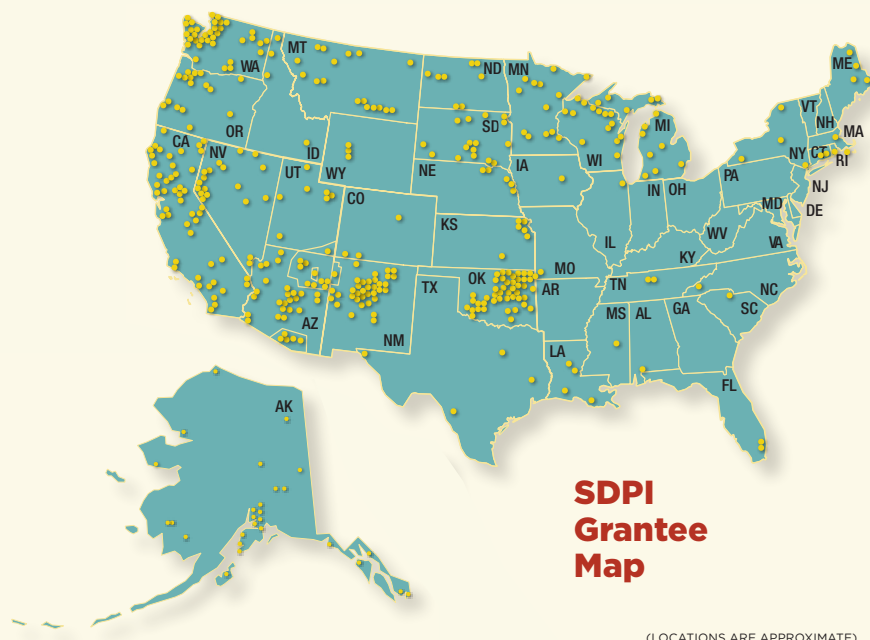 WA
MT
ND
MN
ME
OR
ID
WY
SD
WI
MI
VT
NH
MA
NY
CT
RI
CA
NV
UT
CO
NE
IA
IL
IN
OH
PA
NJ
MD
DE
WV
VA
KS
MO
KY
AZ
NM
TX
OK
AR
TN
NC
SC
MS
AL
GA
LA
FL
AK
SDPI
Grantee
Map
(LOCATIONS ARE APPROXIMATE)